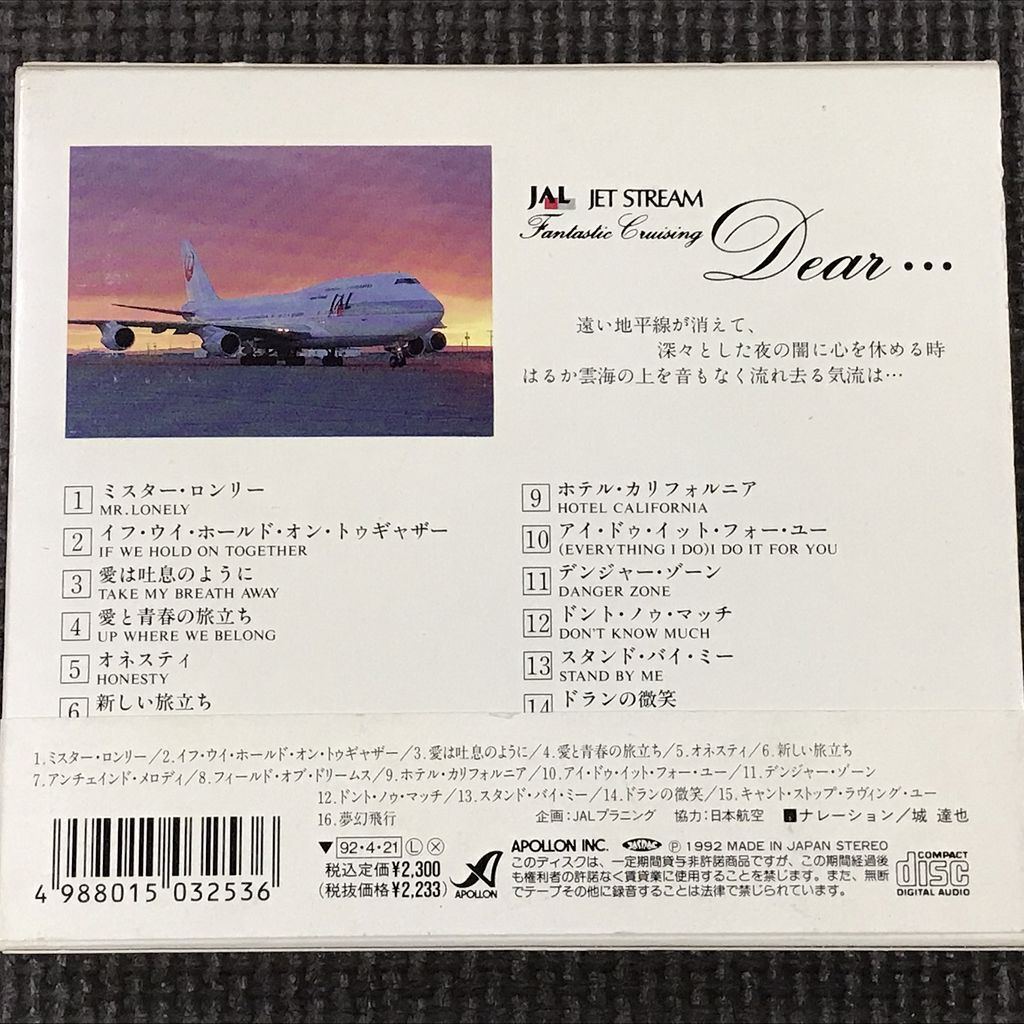 JAL
JAL JET STREAM
Fantastic Cruising
Dear…
遠い地平線が消えて、
深々とした夜の闇に心を休める時
はるか雲海の上を音もなく流れ去る気流は…
1 ミスター・ロンリー
MR.LONELY
2 イフ・ウイ・ホールド・オン・トゥギャザー
IF WE HOLD ON TOGETHER
3 愛は吐息のように
TAKE MY BREATH AWAY
4 愛と青春の旅立ち
UP WHERE WE BELONG
5 オネスティ
HONESTY
6 新しい旅立ち
9 ホテル・カリフォルニア
HOTEL CALIFORNIA
10 アイ・ドゥ・イット・フォー・ユー
(EVERYTHING I DO)I DO IT FOR YOU
11 デンジャー・ゾーン
DANGER ZONE
12 ドント・ノゥ・マッチ
DON'T KNOW MUCH
13 スタンド・バイ・ミー
STAND BY ME
14 ドランの微笑
1.ミスター・ロンリー/2.イフ・ウイ・ホールド・オン・トゥギャザー/3.愛は吐息のように/4.愛と青春の旅立ち/5.オネスティ/6.新しい旅立ち
7.アンチェインド・メロディ/8.フィールド・オブ・ドリームス/9.ホテル・カリフォルニア/10.アイ・ドゥ・イット・フォー・ユー/11.デンジャー・ゾーン
12.ドント・ノゥ・マッチ/13.スタンド・バイ・ミー/14.ドランの微笑/15.キャント・ストップ・ラヴィング・ユー
16.夢幻飛行 企画:JALプラニング 協力:日本航空 ■ナレーション/城 達也
4 988015 032536
▼92・4・21 Ⓛ ⓧ
税込定価¥2,300
(税抜価格¥2,233)
APOLLON
APOLLON INC. JASRAC Ⓟ 1992 MADE IN JAPAN STEREO
このディスクは、一定期間貸与非許諾商品ですが、この期間経過後
も権利者の許諾なく賃貸業に使用することを禁じます。また、無断
でテープその他に録音することは法律で禁じられています。
COMPACT
disc
DIGITAL AUDIO